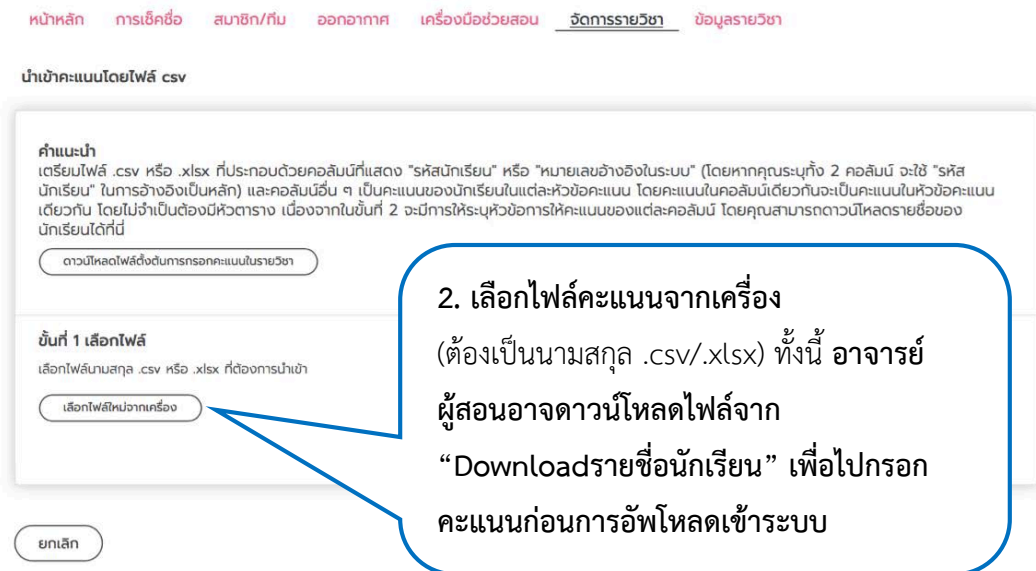 หน้าหลัก การเช็คชื่อ สมาชิก/ทีม ออกอากาศ เครื่องมือช่วยสอน จัดการรายวิชา ข้อมูลรายวิชา
นำเข้าคะแนนโดยไฟล์ csv
คำแนะนำ
เตรียมไฟล์ .csv หรือ .xlsx ที่ประกอบด้วยคอลัมน์ที่แสดง "รหัสนักเรียน" หรือ "หมายเลขอ้างอิงในระบบ" (โดยหากคุณระบุทั้ง 2 คอลัมน์ จะใช้ "รหัส
นักเรียน" ในการอ้างอิงเป็นหลัก) และคอลัมน์อื่น ๆ เป็นคะแนนของนักเรียนในแต่ละหัวข้อคะแนน โดยคะแนนในคอลัมน์เดียวกันจะเป็นคะแนนในหัวข้อคะแนน
เดียวกัน โดยไม่จำเป็นต้องมีหัวตาราง เนื่องจากในขั้นที่ 2 จะมีการให้ระบุหัวข้อการให้คะแนนของแต่ละคอลัมน์ โดยคุณสามารถดาวน์โหลดรายชื่อของ
นักเรียนได้ที่นี่
ดาวน์โหลดไฟล์ตั้งต้นการกรอกคะแนนในรายวิชา
ขั้นที่ 1 เลือกไฟล์
เลือกไฟล์นามสกุล .csv หรือ .xlsx ที่ต้องการนำเข้า
เลือกไฟล์ใหม่จากเครื่อง
2. เลือกไฟล์คะแนนจากเครื่อง
(ต้องเป็นนามสกุล .csv/.xlsx) ทั้งนี้ อาจารย์
ผู้สอนอาจดาวน์โหลดไฟล์จาก
“Downloadรายชื่อนักเรียน” เพื่อไปกรอก
คะแนนก่อนการอัพโหลดเข้าระบบ
ยกเลิก